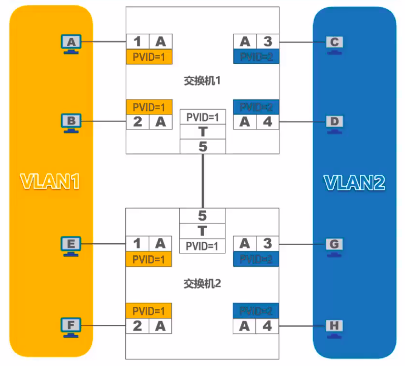 A
1 A
A 3
C
PVID=1
PVID=2
交换机1
B
PVID=1
PVID=2
D
2 A
PVID=1
A 4
T
5
VLAN1
VLAN2
5
T
E
1 A
PVID=1
A 3
G
PVID=1
PVID=2
交换机2
PVID=1
PVID=2
F
2 A
A 4
H